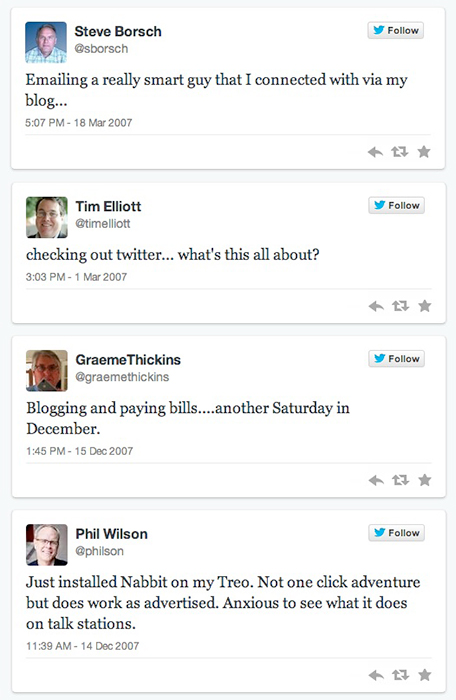 Steve Borsch
Follow
@sborsch
Emailing a really smart guy that I connected with via my
blog...
5:07 PM - 18 Mar 2007
Tim Elliott
Follow
@timelliott
checking out twitter... what's this all about?
3:03 PM - 1 Mar 2007
GraemeThickins
Follow
@graemethickins
Blogging and paying bills....another Saturday in
December.
1:45 PM - 15 Dec 2007
Phil Wilson
Follow
@philson
Just installed Nabbit on my Treo. Not one click adventure
but does work as advertised. Anxious to see what it does
on talk stations.
11:39 AM - 14 Dec 2007